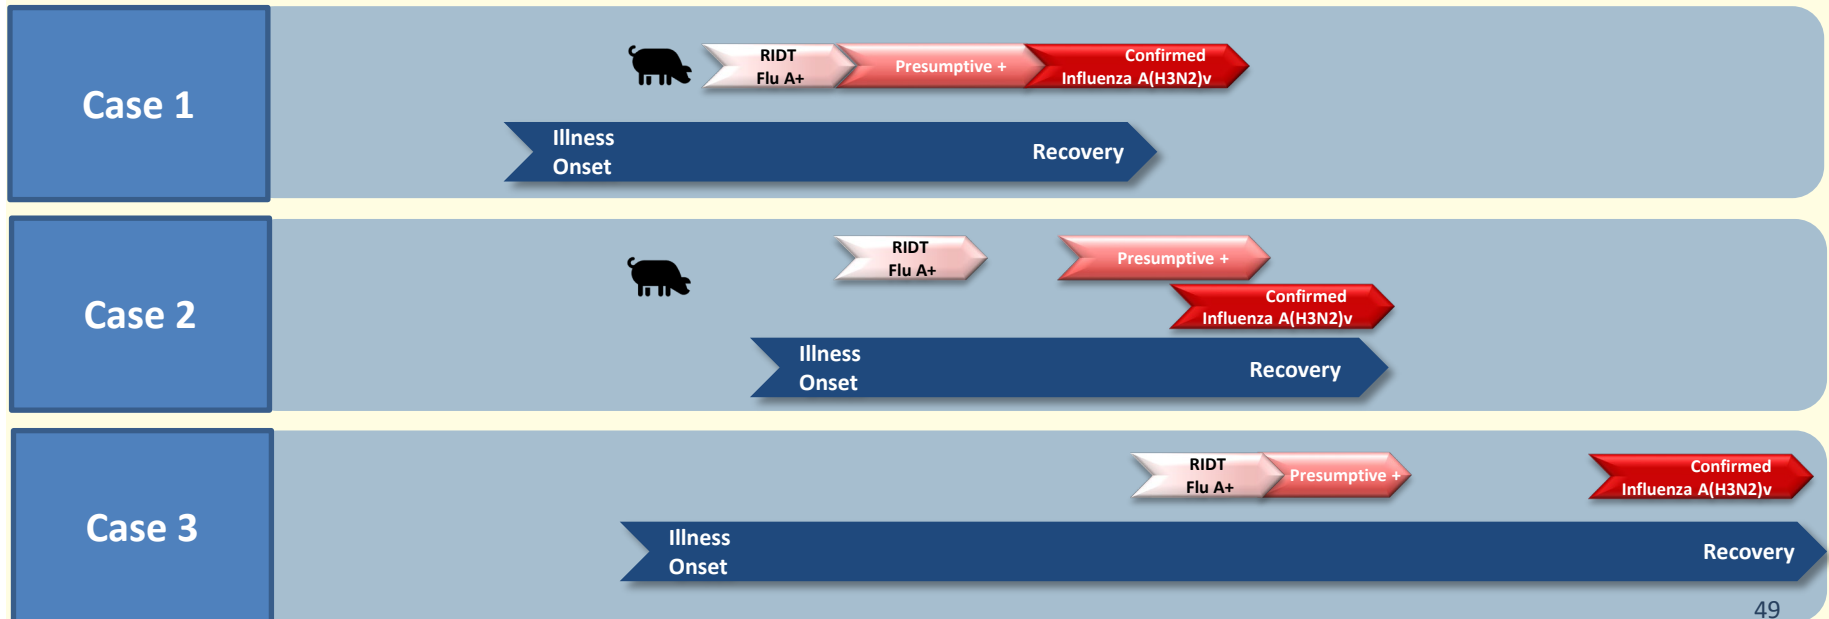 Case 1
RIDT
Flu A+
Presumptive +
Confirmed
Influenza A(H3N2)v
Illness
Onset
Recovery
Case 2
RIDT
Flu A+
Presumptive +
Confirmed
Influenza A(H3N2)v
Illness
Onset
Recovery
Case 3
RIDT
Flu A+
Presumptive +
Confirmed
Influenza A(H3N2)v
Illness
Onset
Recovery
49